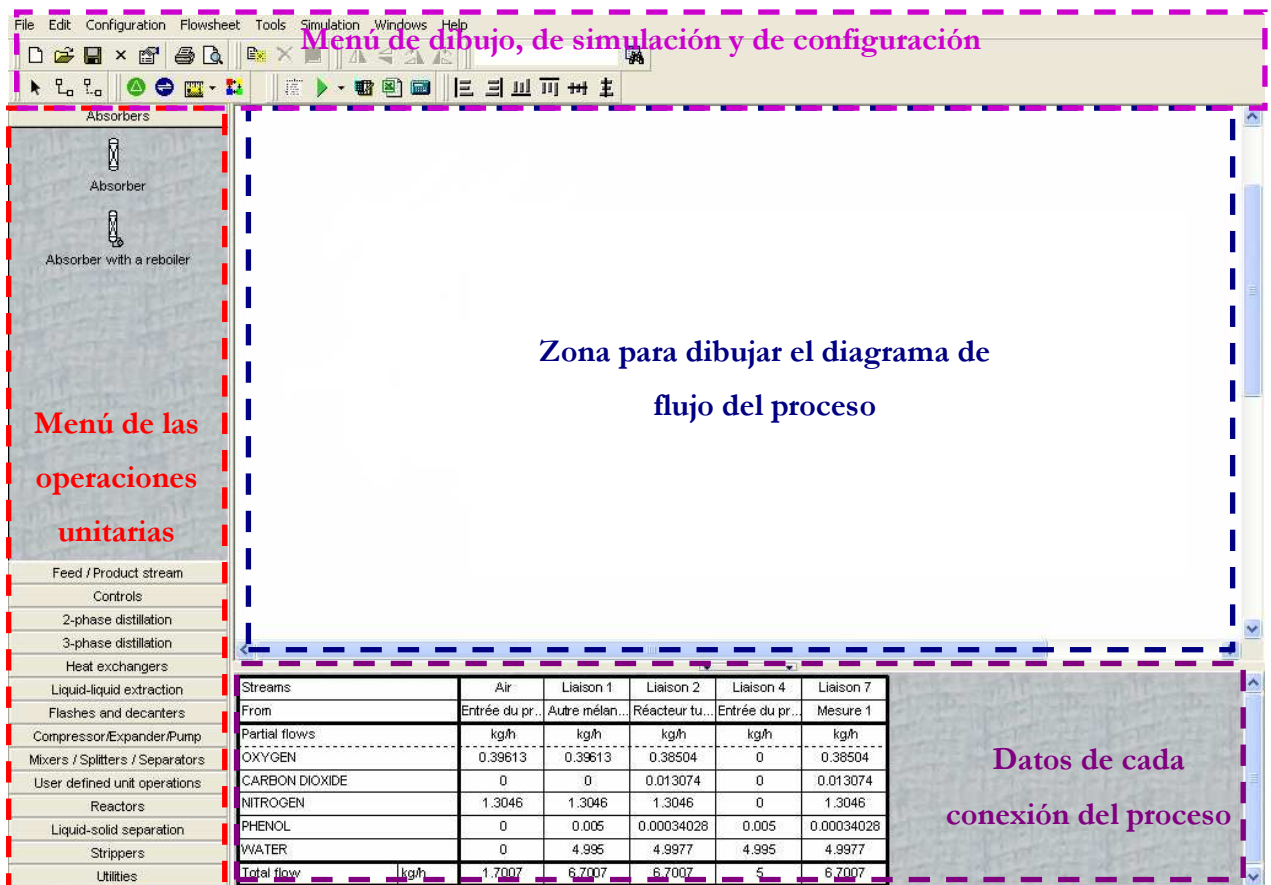 File Edit Configuration Flowsheet Tools Simulation Windows Help
Menú de dibujo, de simulación y de configuración
Absorbers
Absorber
Absorber with a reboiler
Menú de las
operaciones
unitarias
Feed / Product stream
Controls
2-phase distillation
3-phase distillation
Heat exchangers
Liquid-liquid extraction
Flashes and decanters
Compressor/Expander/Pump
Mixers / Splitters / Separators
User defined unit operations
Reactors
Liquid-solid separation
Strippers
Utilities
Zona para dibujar el diagrama de
flujo del proceso
Streams Air Liaison 1 Liaison 2 Liaison 4 Liaison 7
From Entrée du pr... Autre mélan... Réacteur tu... Entrée du pr... Mesure 1
Partial flows kg/h kg/h kg/h kg/h kg/h
OXYGEN 0.39613 0.39613 0.38504 0 0.38504
CARBON DIOXIDE 0 0 0.013074 0 0.013074
NITROGEN 1.3046 1.3046 1.3046 0 1.3046
PHENOL 0 0.005 0.00034028 0.005 0.00034028
WATER 0 4.995 4.9977 4.995 4.9977
Total flow kg/h 1.7007 6.7007 6.7007 5 6.7007
Datos de cada
conexión del proceso